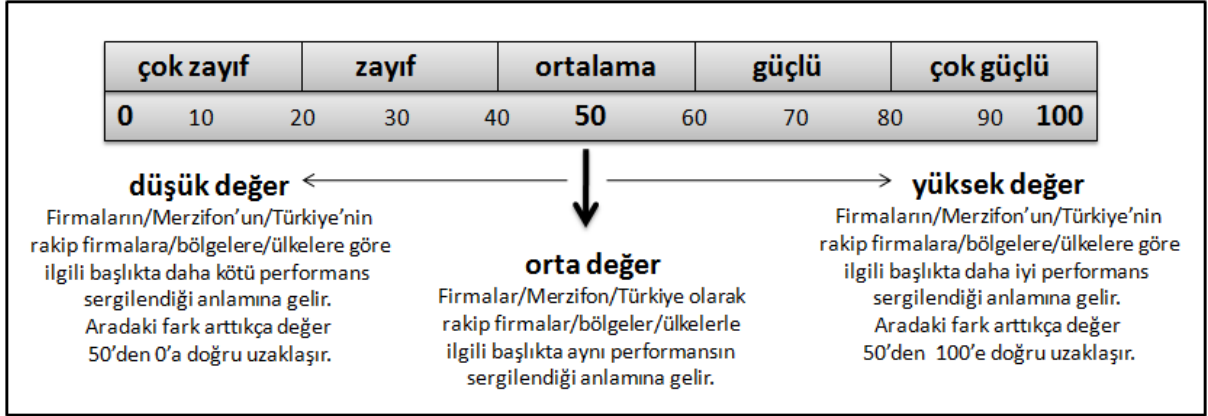 çok zayıf zayıf ortalama güçlü çok güçlü
0 10 20 30 40 50 60 70 80 90 100
düşük değer
Firmaların/Merzifon’un/Türkiye’nin
rakip firmalara/bölgelere/ülkelere göre
ilgili başlıkta daha kötü performans
sergilendiği anlamına gelir.
Aradaki fark arttıkça değer
50’den 0’a doğru uzaklaşır.
orta değer
Firmalar/Merzifon/Türkiye olarak
rakip firmalar/bölgeler/ülkelerle
ilgili başlıkta aynı performansın
sergilendiği anlamına gelir.
yüksek değer
Firmaların/Merzifon’un/Türkiye’nin
rakip firmalara/bölgelere/ülkelere göre
ilgili başlıkta daha iyi performans
sergilendiği anlamına gelir.
Aradaki fark arttıkça değer
50’den 100’e doğru uzaklaşır.